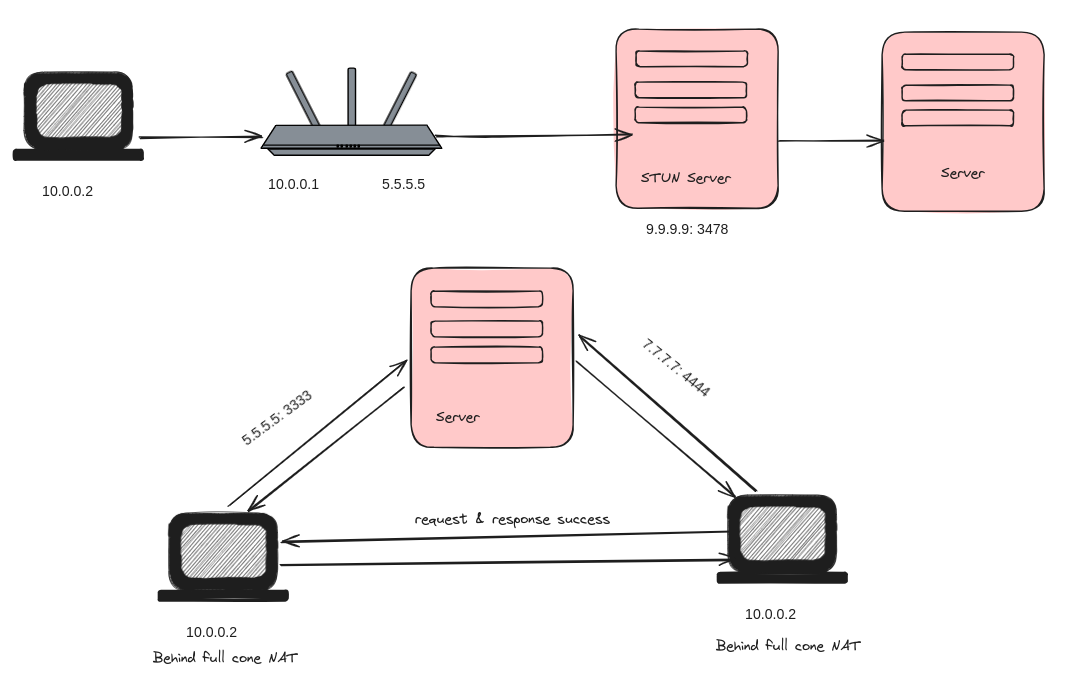 STUN Server
Server
10.0.0.2
10.0.0.1
5.5.5.5
9.9.9.9: 3478
7.7.7.7: 4444
5.5.5.5: 3333
Server
request & response success
10.0.0.2
10.0.0.2
Behind full cone NAT
Behind full cone NAT